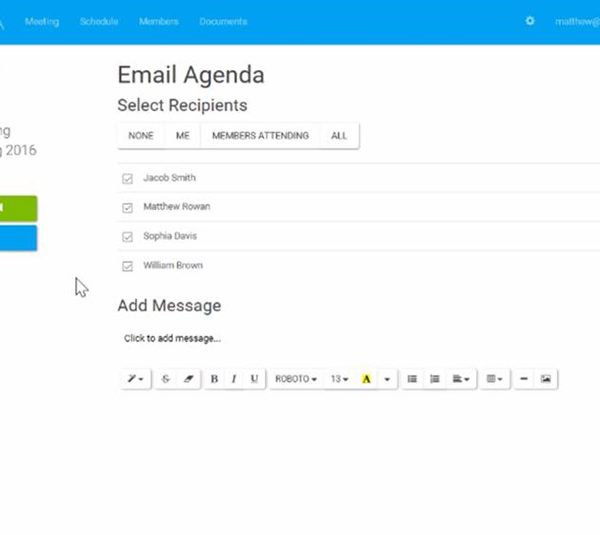 Meeting Schedule Members Documents matthew@
Email Agenda
Select Recipients
2016
NONE ME MEMBERS ATTENDING ALL
Jacob Smith
Matthew Rowan
Sophia Davis
William Brown
Add Message
Click to add message...
B I U ROBOTO 13 A